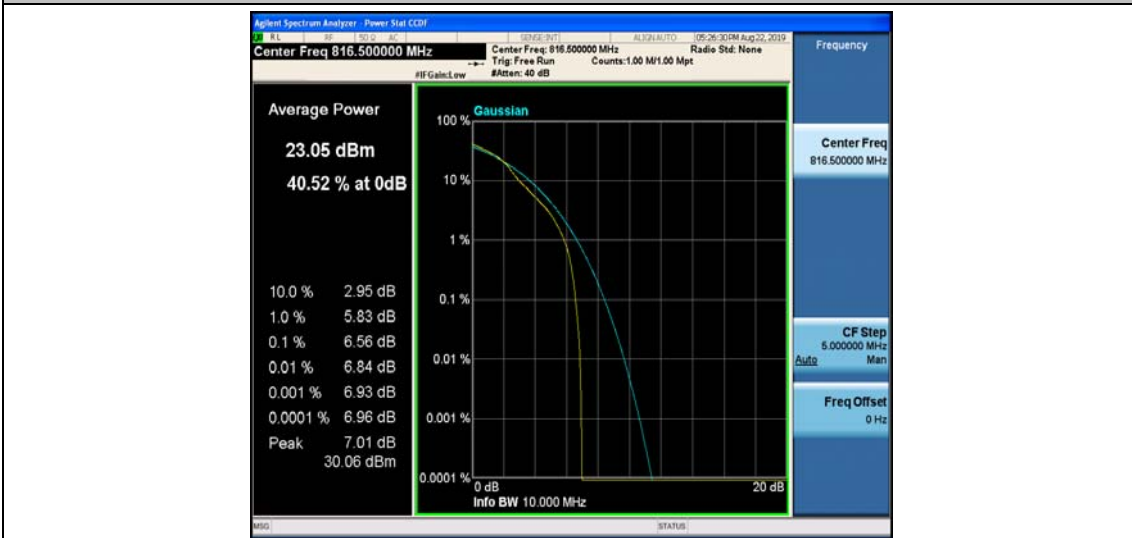 Agilent Spectrum Analyzer - Power Stat CCDF
RL RF 50 Ω AC SENSE:INT ALIGN AUTO 05:26:30 PM Aug 22, 2019
Center Freq 816.500000 MHz
Center Freq: 816.500000 MHz Radio Std: None
Trig: Free Run Counts:1.00 M/1.00 Mpt
#IFGain:Low #Atten: 40 dB
Frequency
Average Power
23.05 dBm
40.52 % at 0dB
10.0 % 2.95 dB
1.0 % 5.83 dB
0.1 % 6.56 dB
0.01 % 6.84 dB
0.001 % 6.93 dB
0.0001 % 6.96 dB
Peak 7.01 dB
30.06 dBm
Gaussian
100 %
10 %
1 %
0.1 %
0.01 %
0.001 %
0.0001 %
0 dB 20 dB
Info BW 10.000 MHz
Center Freq
816.500000 MHz
CF Step
5.000000 MHz
Auto Man
Freq Offset
0 Hz
MSG STATUS